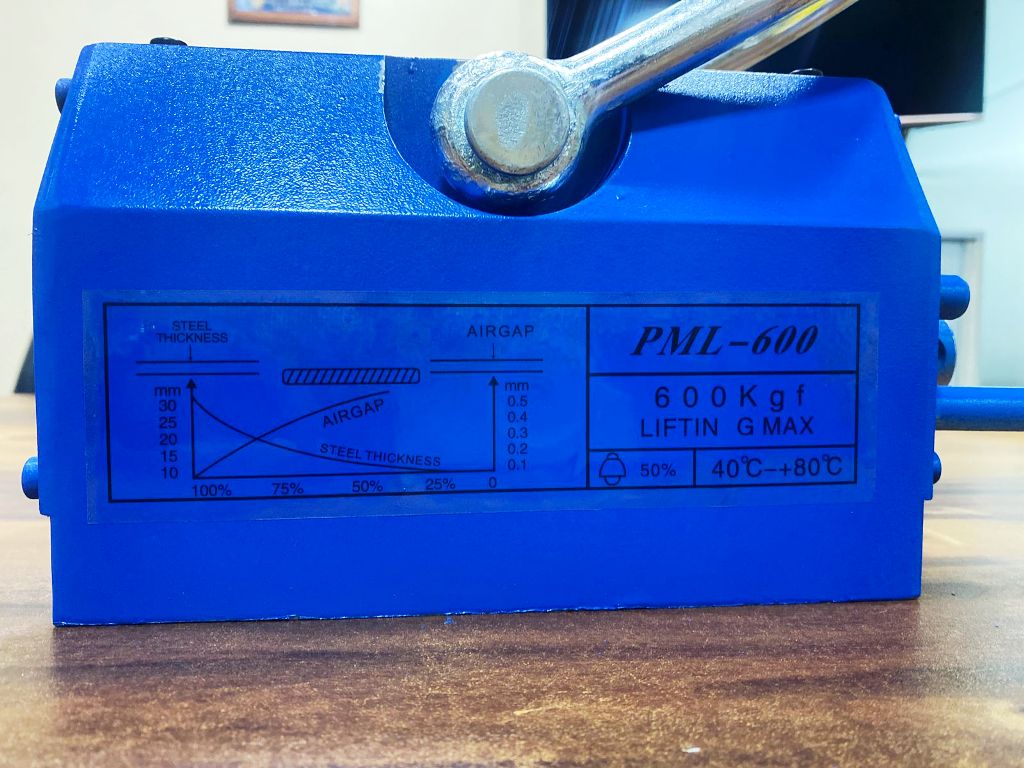 STEEL
THICKNESS
AIRGAP
mm
30
25
20
15
10
AIRGAP
STEEL THICKNESS
mm
0.5
0.4
0.3
0.2
0.1
100% 75% 50% 25% 0
PML-600
600Kgf
LIFTIN G MAX
50%
40℃-+80℃